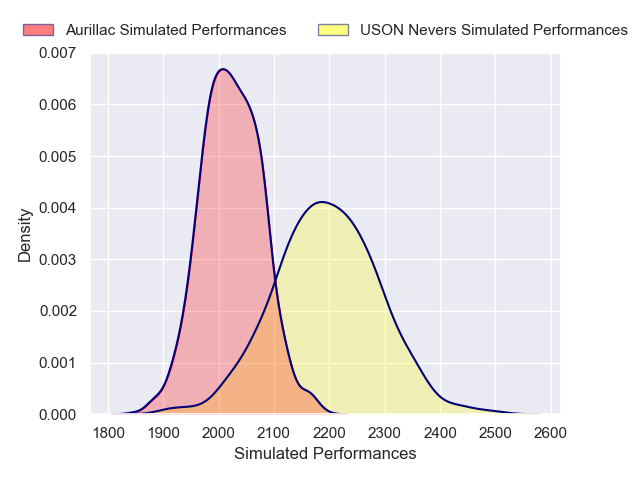 Aurillac Simulated Performances USON Nevers Simulated Performances
0.007
0.006
0.005
0.004
0.003
0.002
0.001
0.000
Density
1800 1900 2000 2100 2200 2300 2400 2500 2600
Simulated Performances